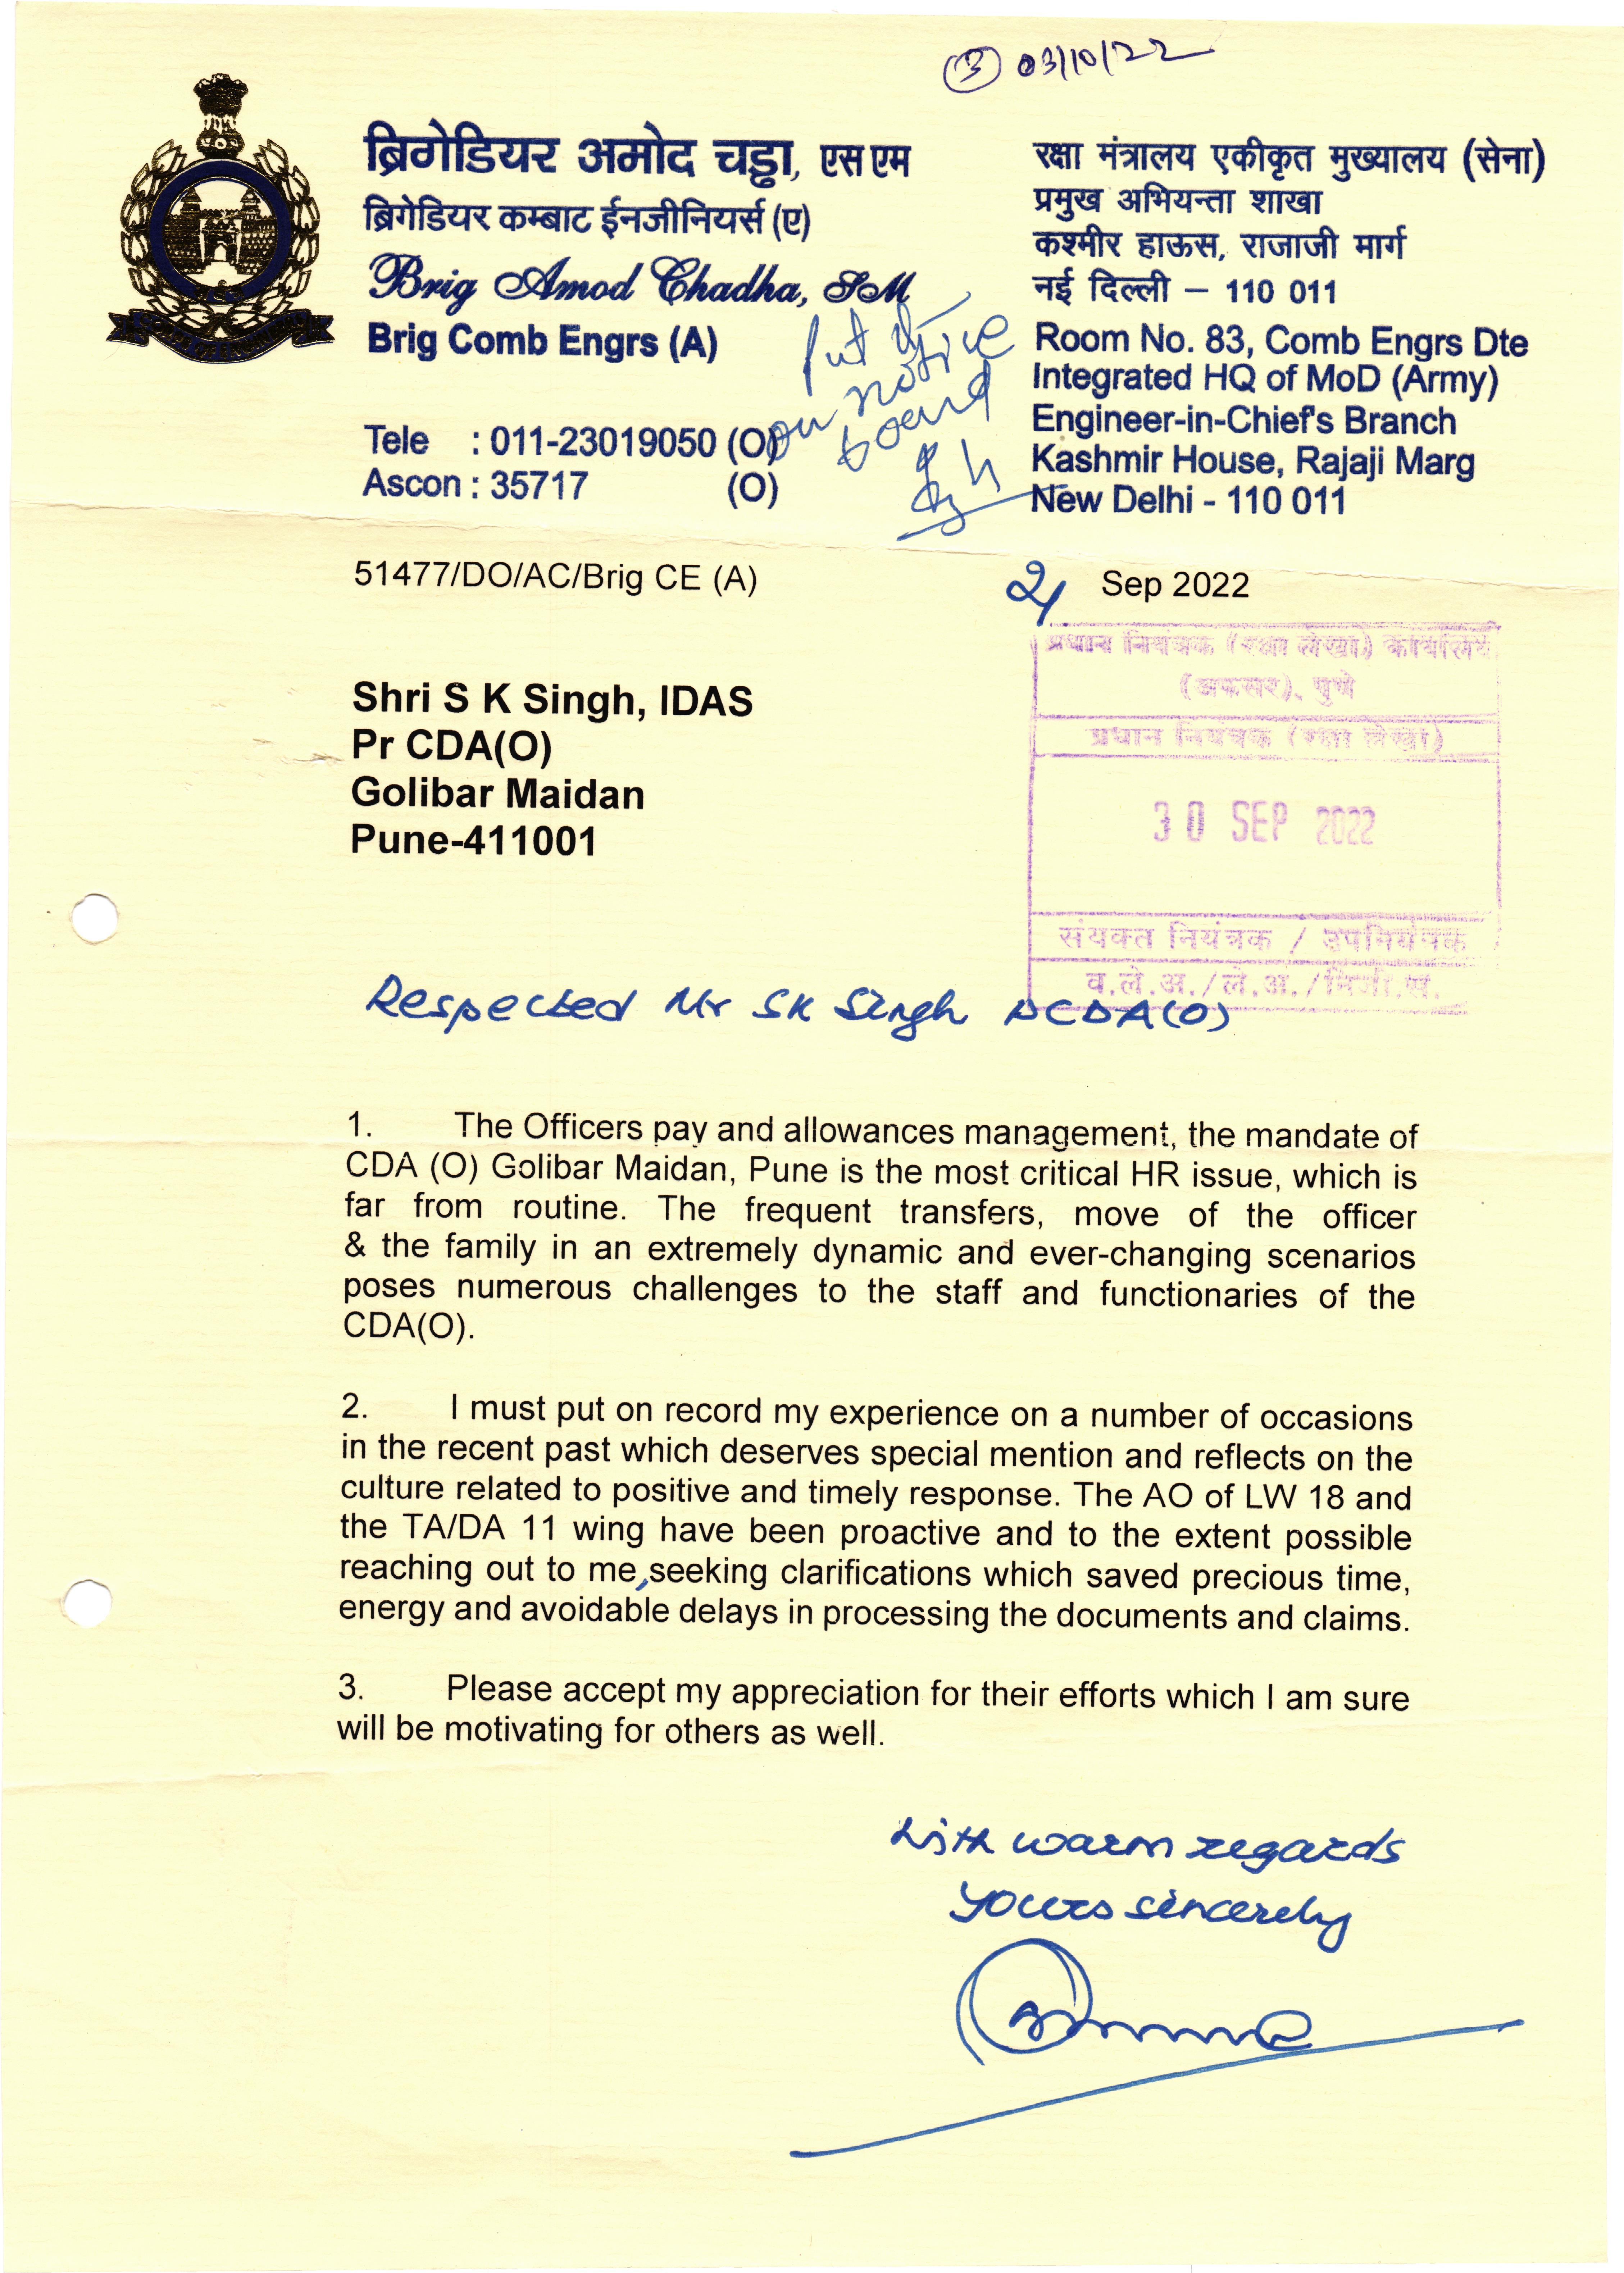 03/10/22
ब्रिगेडियर अमोद चड्ढा, एस एम
ब्रिगेडियर कम्बाट ईनजीनियर्स (ए)
Brig Amod Chadha, SM
Brig Comb Engrs (A)
Tele : 011-23019050 (O)
Ascon : 35717 (O)
रक्षा मंत्रालय एकीकृत मुख्यालय (सेना)
प्रमुख अभियन्ता शाखा
कश्मीर हाऊस, राजाजी मार्ग
नई दिल्ली – 110 011
Room No. 83, Comb Engrs Dte
Integrated HQ of MoD (Army)
Engineer-in-Chief's Branch
Kashmir House, Rajaji Marg
New Delhi - 110 011
put
on notice
board
51477/DO/AC/Brig CE (A)
21 Sep 2022
प्रधान नियंत्रक (रक्षा लेखा) कार्यालय
(अफसर), पुणे
प्रधान नियंत्रक (रक्षा लेखा)
30 SEP 2022
संयक्त नियंत्रक / उपनियंत्रक
व.ले.अ./ले.अ./
Shri S K Singh, IDAS
Pr CDA(O)
Golibar Maidan
Pune-411001
Respected Mr SK Singh PCDA(O)
1. The Officers pay and allowances management, the mandate of
CDA (O) Golibar Maidan, Pune is the most critical HR issue, which is
far from routine. The frequent transfers, move of the officer
& the family in an extremely dynamic and ever-changing scenarios
poses numerous challenges to the staff and functionaries of the
CDA(O).
2. I must put on record my experience on a number of occasions
in the recent past which deserves special mention and reflects on the
culture related to positive and timely response. The AO of LW 18 and
the TA/DA 11 wing have been proactive and to the extent possible
reaching out to me, seeking clarifications which saved precious time,
energy and avoidable delays in processing the documents and claims.
3. Please accept my appreciation for their efforts which I am sure
will be motivating for others as well.
With warm regards
Yours sincerely